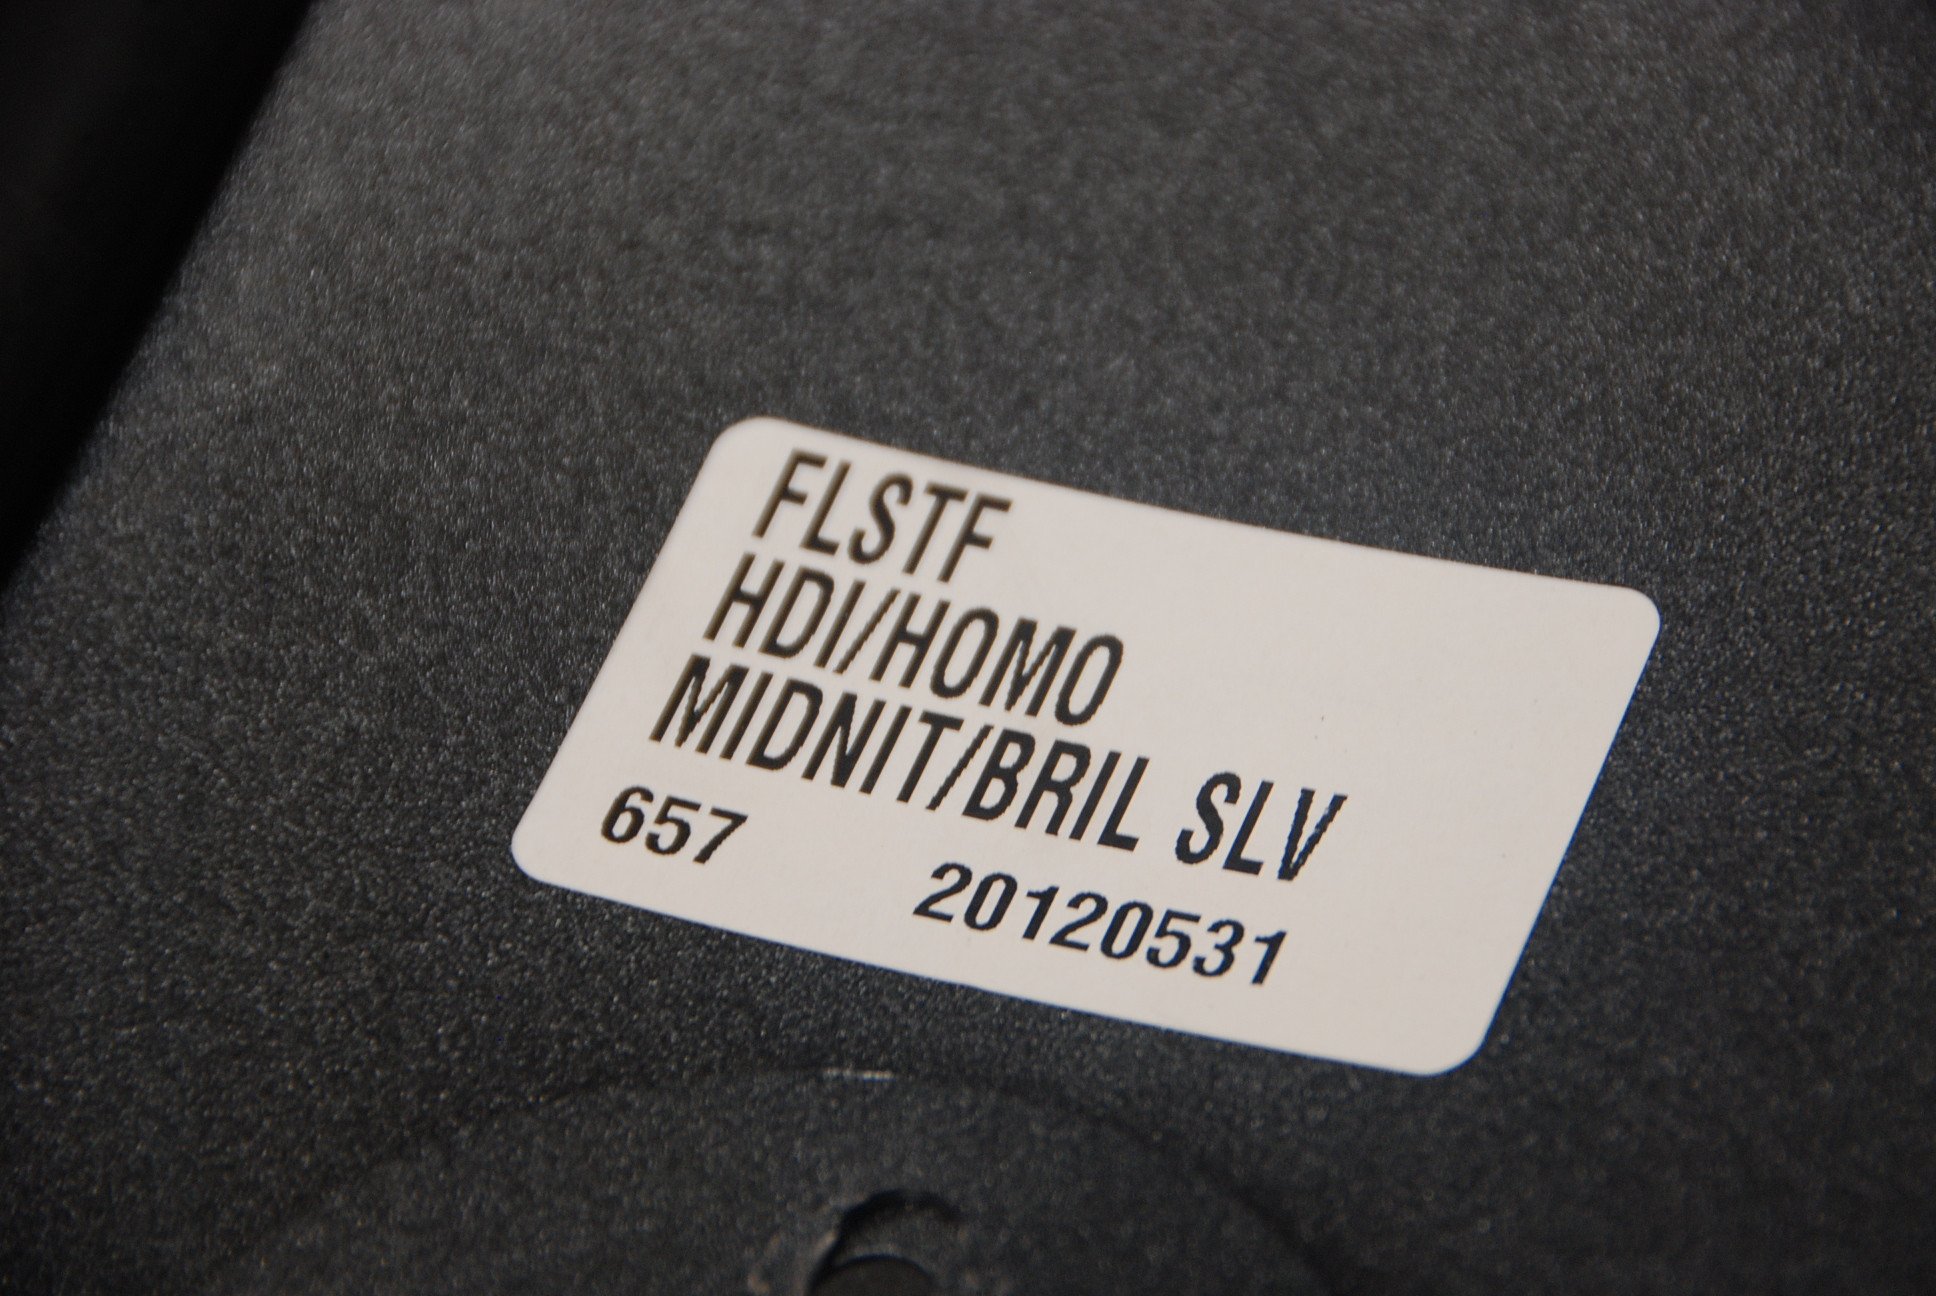 FLSTF
HDI/HOMO
MIDNIT/BRIL SLV
657 20120531